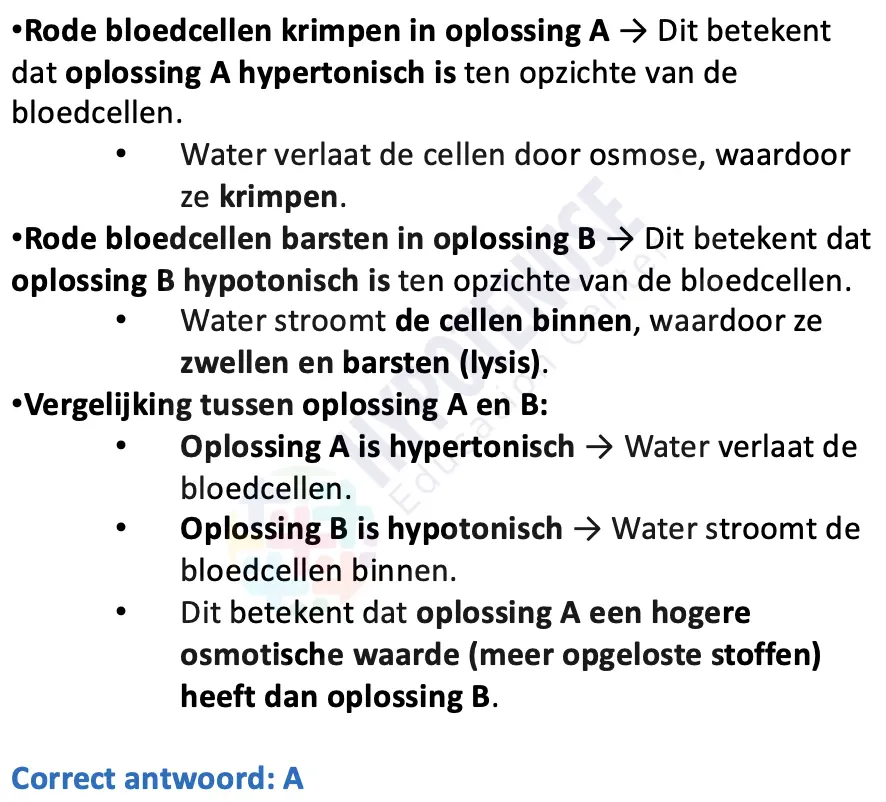 •Rode bloedcellen krimpen in oplossing A → Dit betekent
dat oplossing A hypertonisch is ten opzichte van de
bloedcellen.
• Water verlaat de cellen door osmose, waardoor
ze krimpen.
•Rode bloedcellen barsten in oplossing B → Dit betekent dat
oplossing B hypotonisch is ten opzichte van de bloedcellen.
• Water stroomt de cellen binnen, waardoor ze
zwellen en barsten (lysis).
•Vergelijking tussen oplossing A en B:
• Oplossing A is hypertonisch → Water verlaat de
bloedcellen.
• Oplossing B is hypotonisch → Water stroomt de
bloedcellen binnen.
• Dit betekent dat oplossing A een hogere
osmotische waarde (meer opgeloste stoffen)
heeft dan oplossing B.
Correct antwoord: A
HYPOTENUSE
Education Center